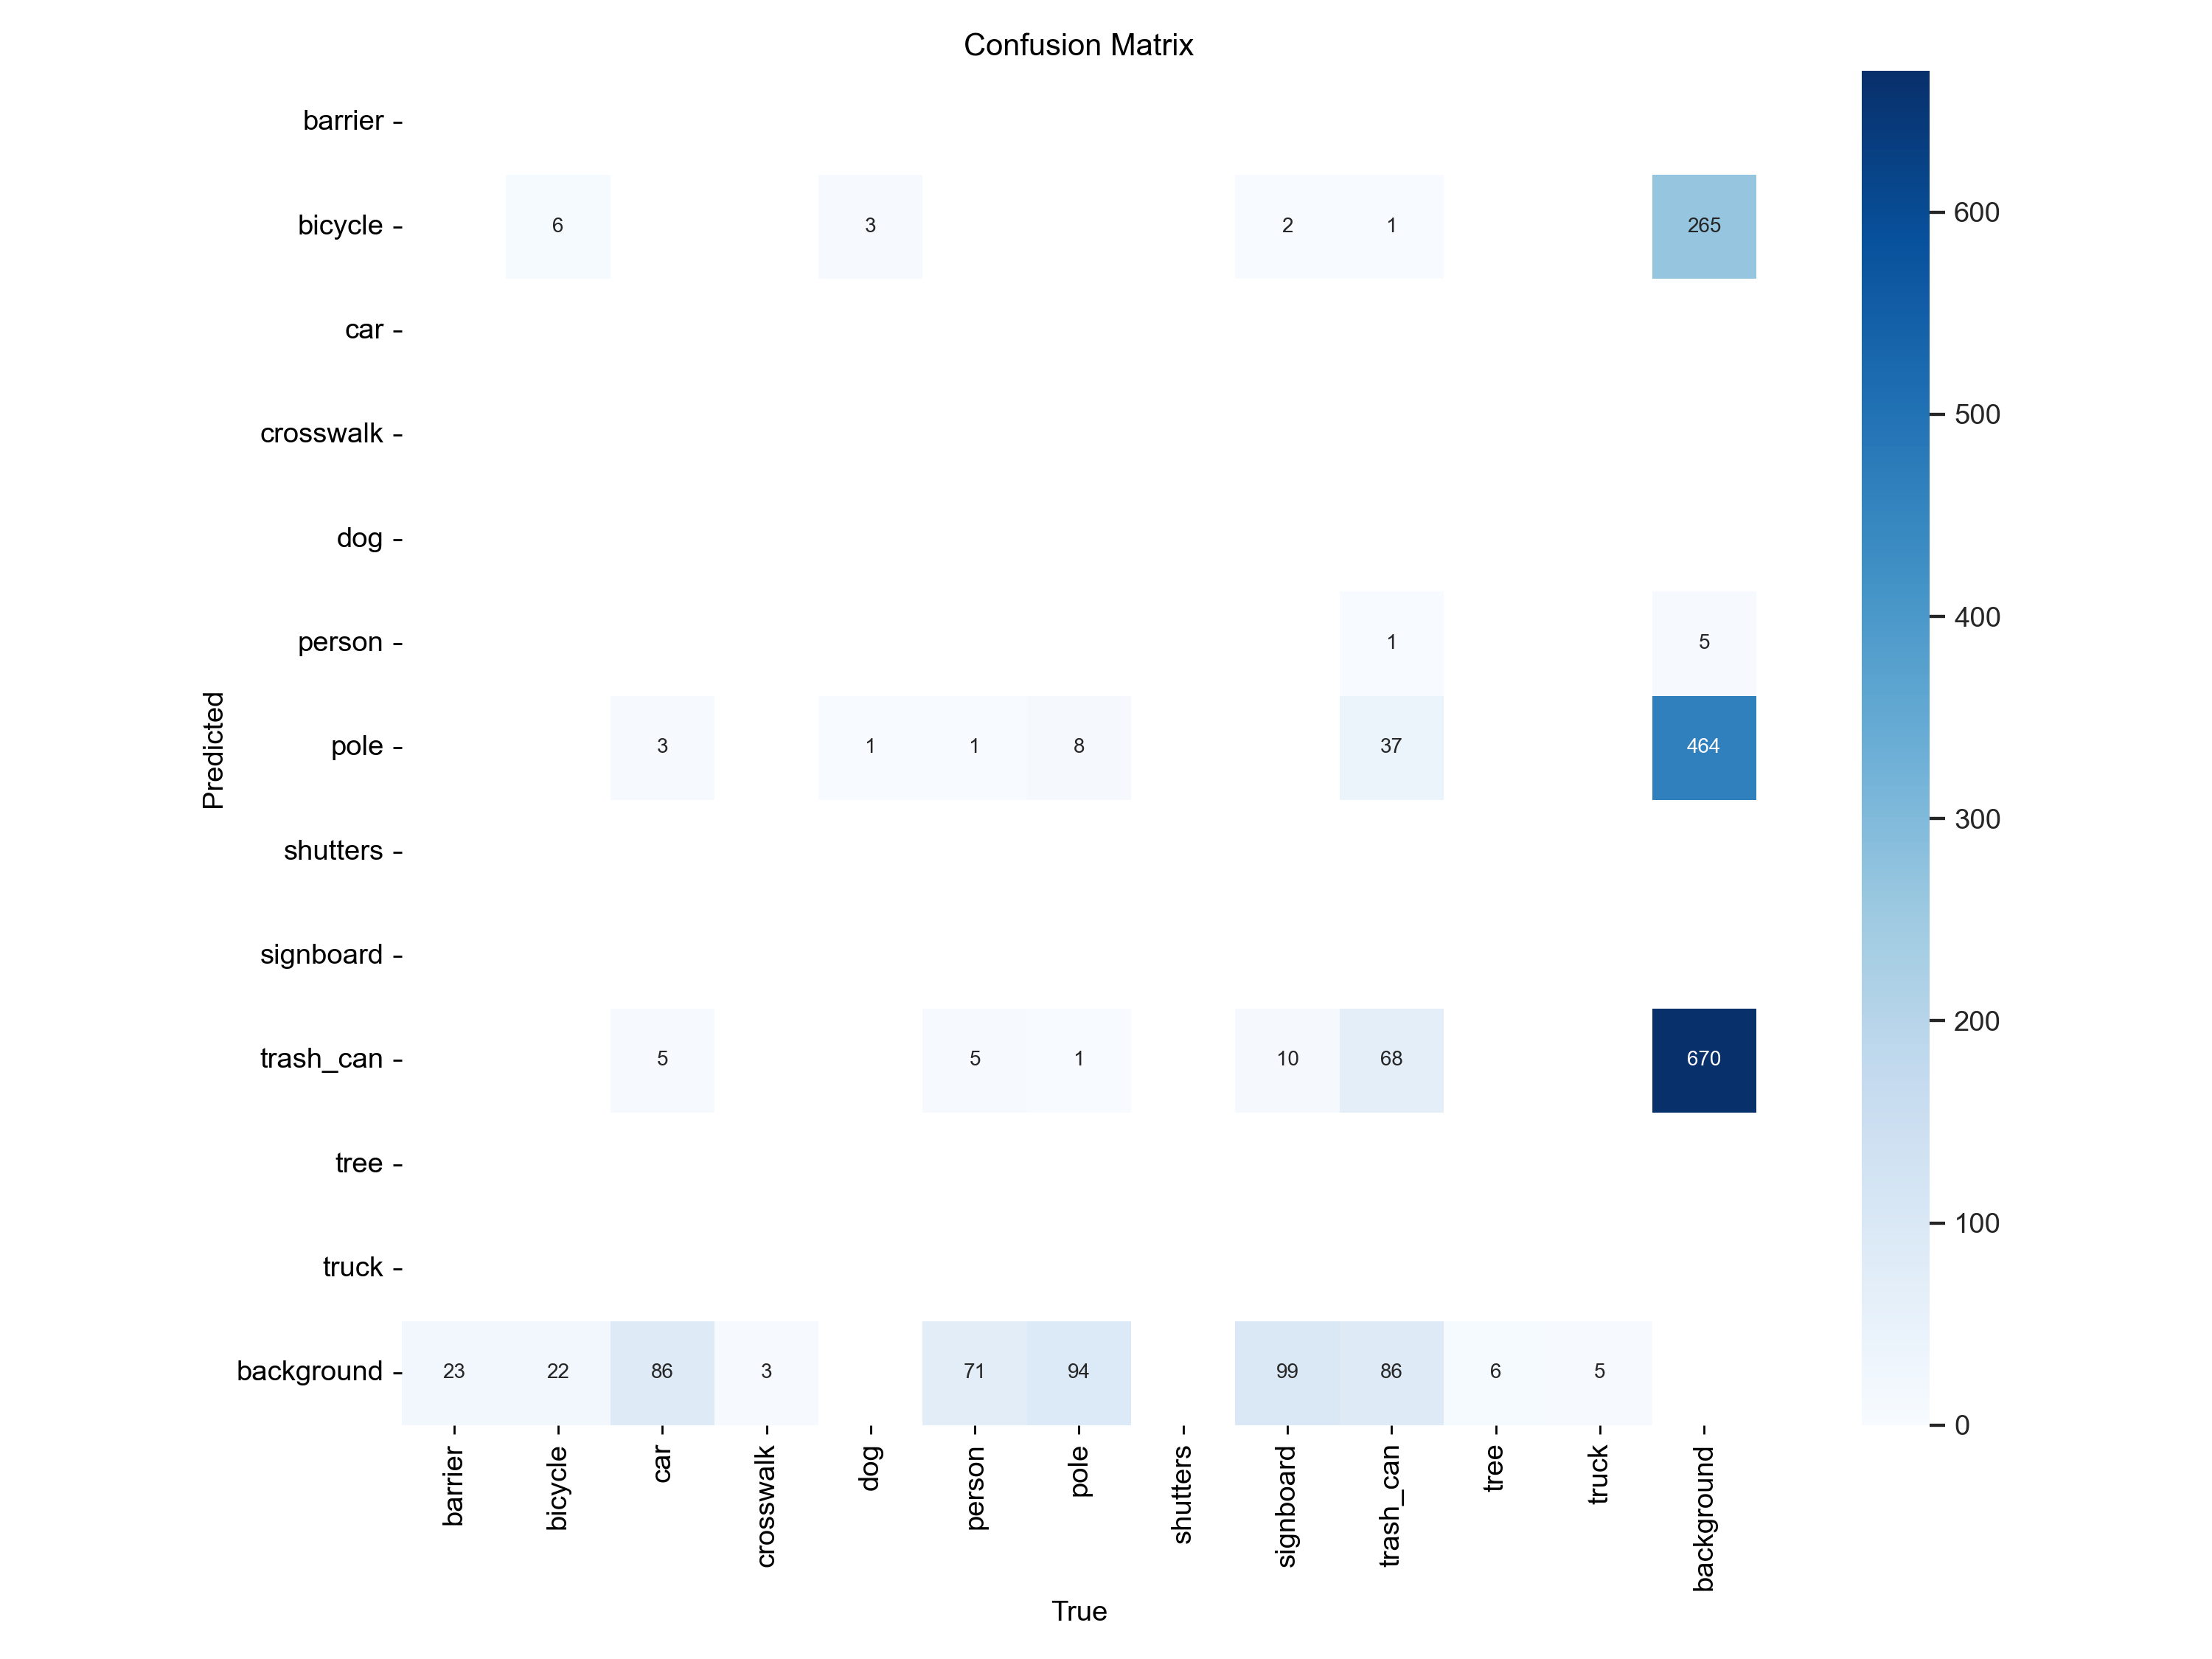 Confusion Matrix
barrier
bicycle 6 3 2 1 265
car
crosswalk
dog
person 1 5
pole 3 1 1 8 37 464
shutters
signboard
trash_can 5 5 1 10 68 670
tree
truck
background 23 22 86 3 71 94 99 86 6 5
barrier bicycle car crosswalk dog person pole shutters signboard trash_can tree truck background
True
Predicted
600
500
400
300
200
100
0